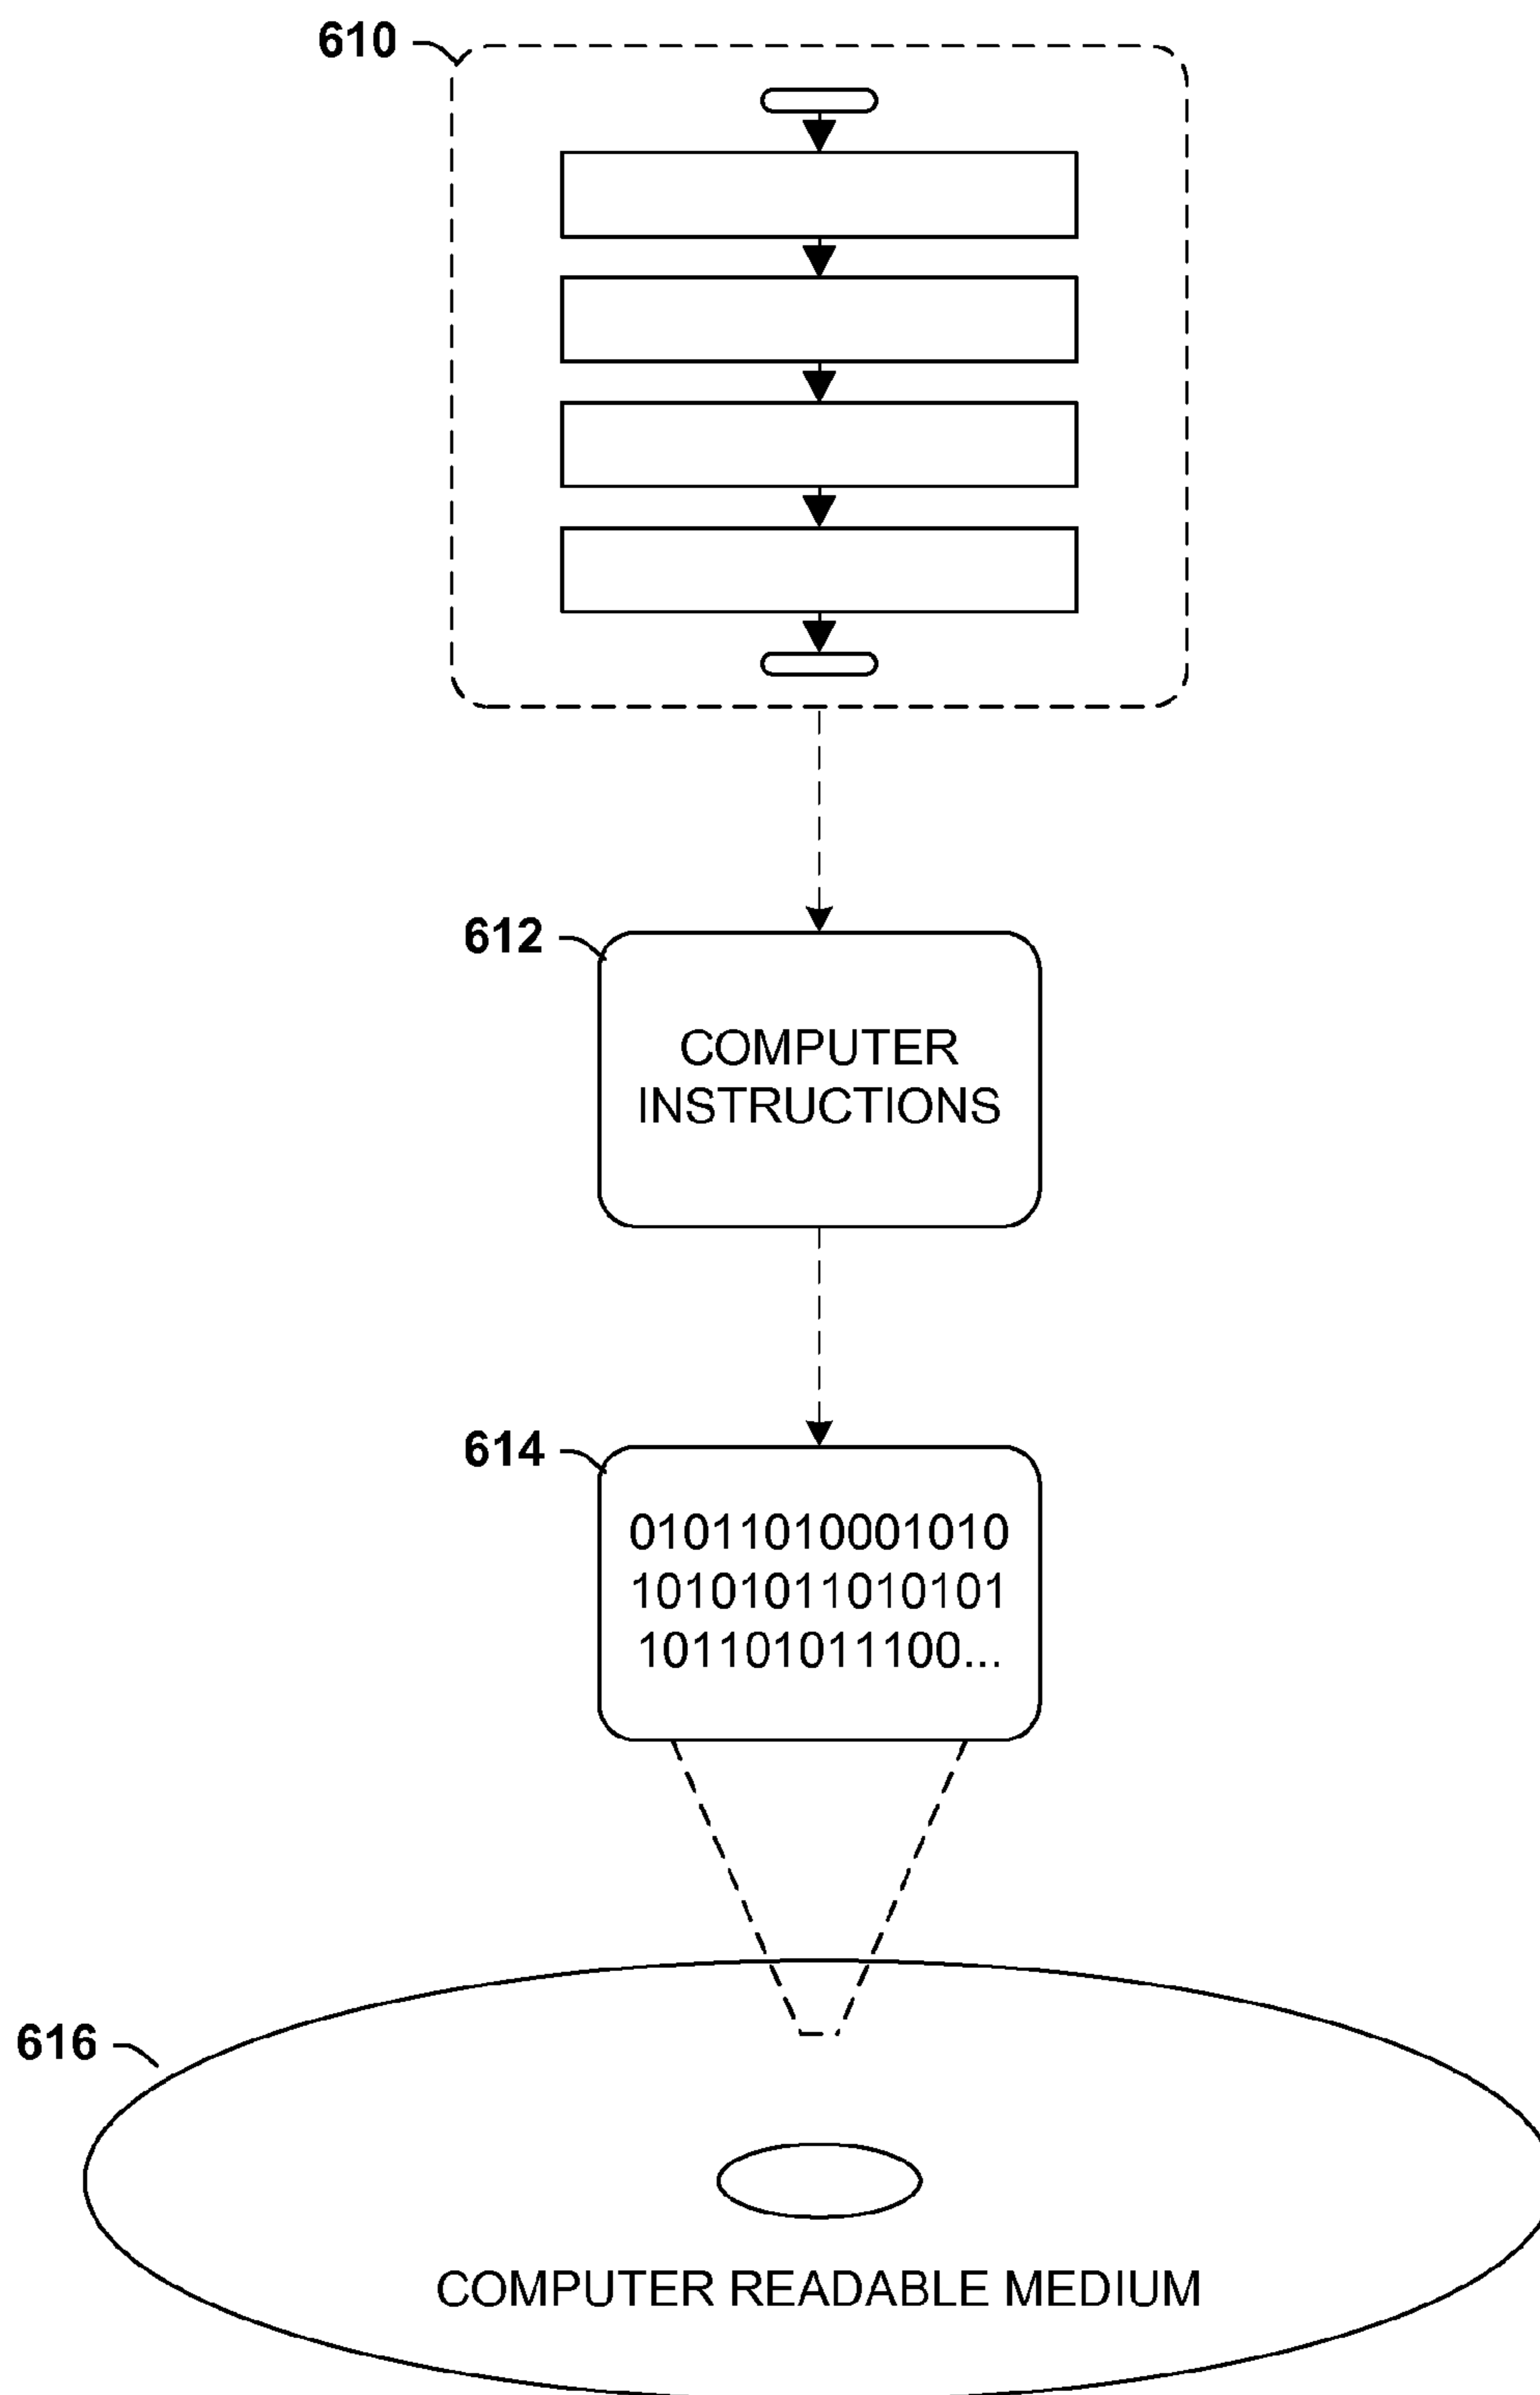 610
612
COMPUTER
INSTRUCTIONS
614
01011010001010
10101011010101
101101011100...
616
COMPUTER READABLE MEDIUM